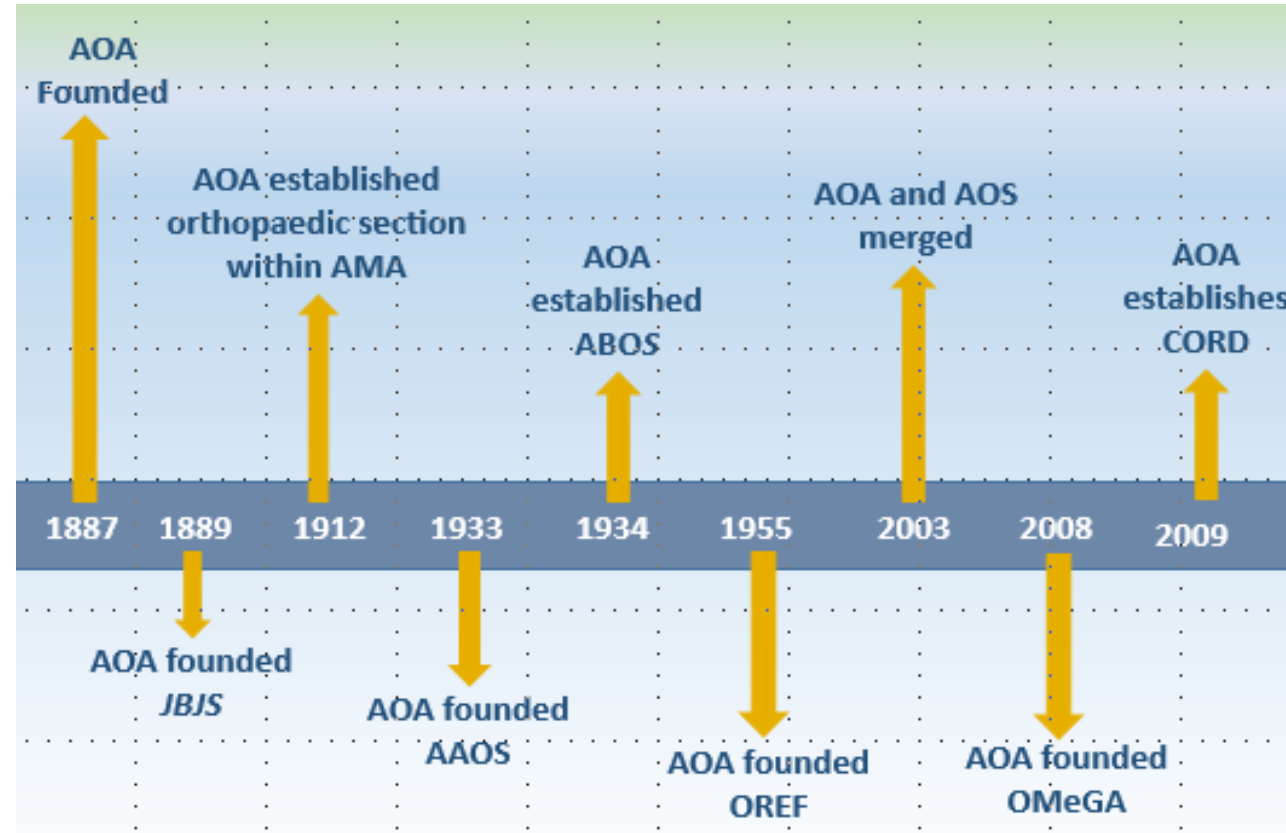 AOA
Founded
AOA established
orthopaedic section
within AMA
AOA
established
ABOS
AOA and AOS
merged
AOA
establishes
CORD
1887 1889 1912 1933 1934 1955 2003 2008 2009
AOA founded
JBJS
AOA founded
AAOS
AOA founded
OREF
AOA founded
OMeGA